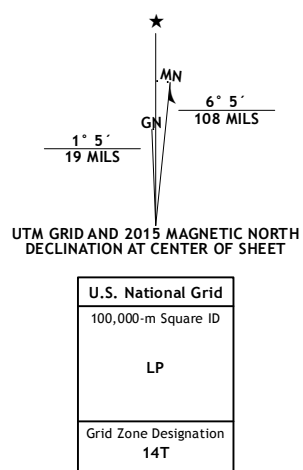 MN
6° 5´
108 MILS
GN
1° 5´
19 MILS
UTM GRID AND 2015 MAGNETIC NORTH
DECLINATION AT CENTER OF SHEET
U.S. National Grid
100,000-m Square ID
LP
Grid Zone Designation
14T